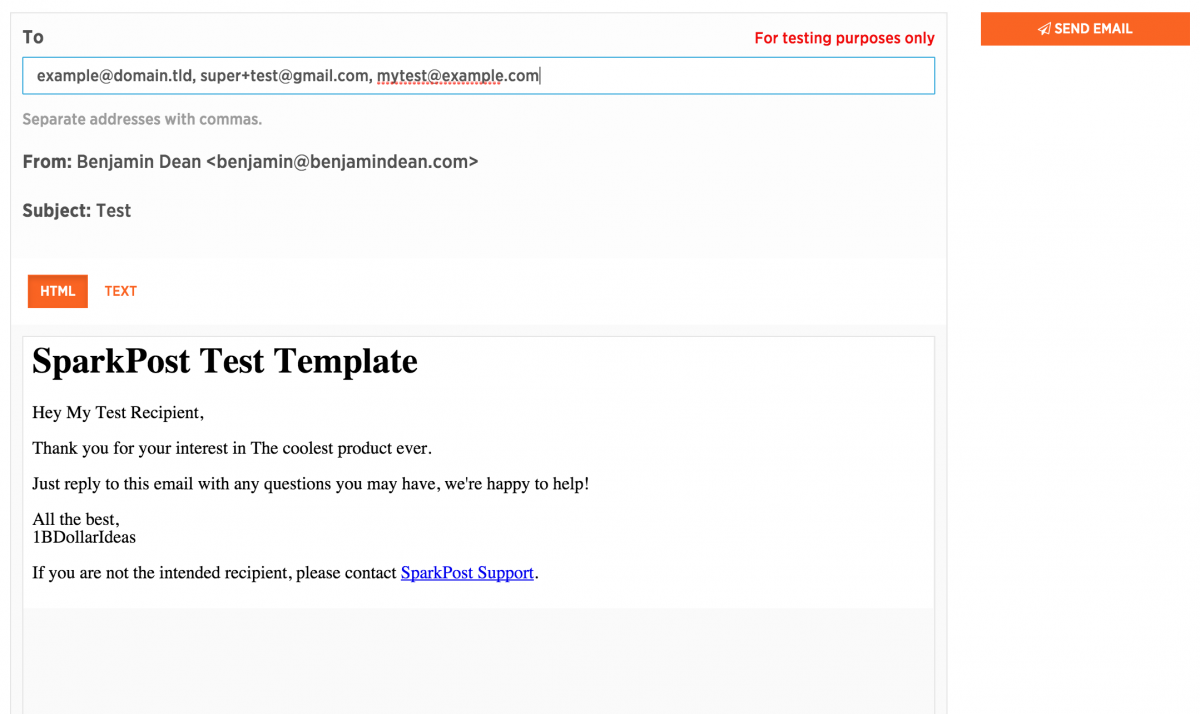 To
For testing purposes only
SEND EMAIL
example@domain.tld, super+test@gmail.com, mytest@example.com
Separate addresses with commas.
From: Benjamin Dean <benjamin@benjamindean.com>
Subject: Test
HTML TEXT
SparkPost Test Template
Hey My Test Recipient,
Thank you for your interest in The coolest product ever.
Just reply to this email with any questions you may have, we're happy to help!
All the best,
1BDollarIdeas
If you are not the intended recipient, please contact SparkPost Support.